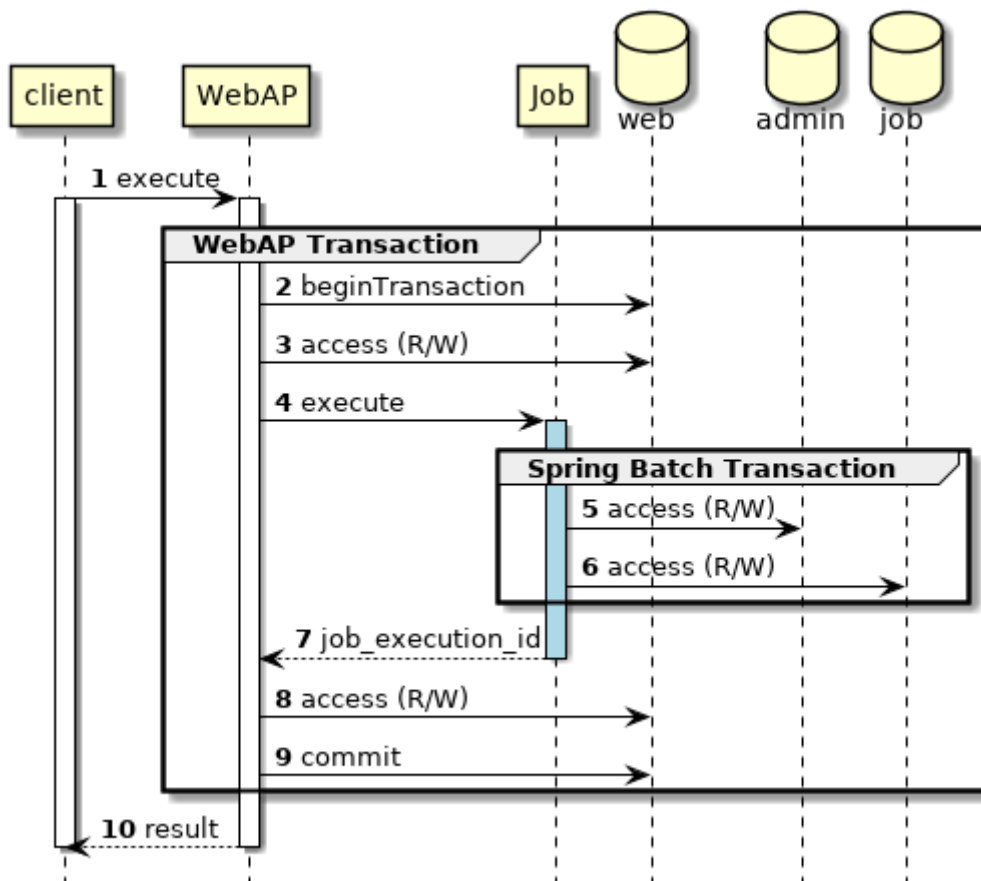 client WebAP Job web admin job
1 execute
WebAP Transaction
2 beginTransaction
3 access (R/W)
4 execute
Spring Batch Transaction
5 access (R/W)
6 access (R/W)
7 job_execution_id
8 access (R/W)
9 commit
10 result